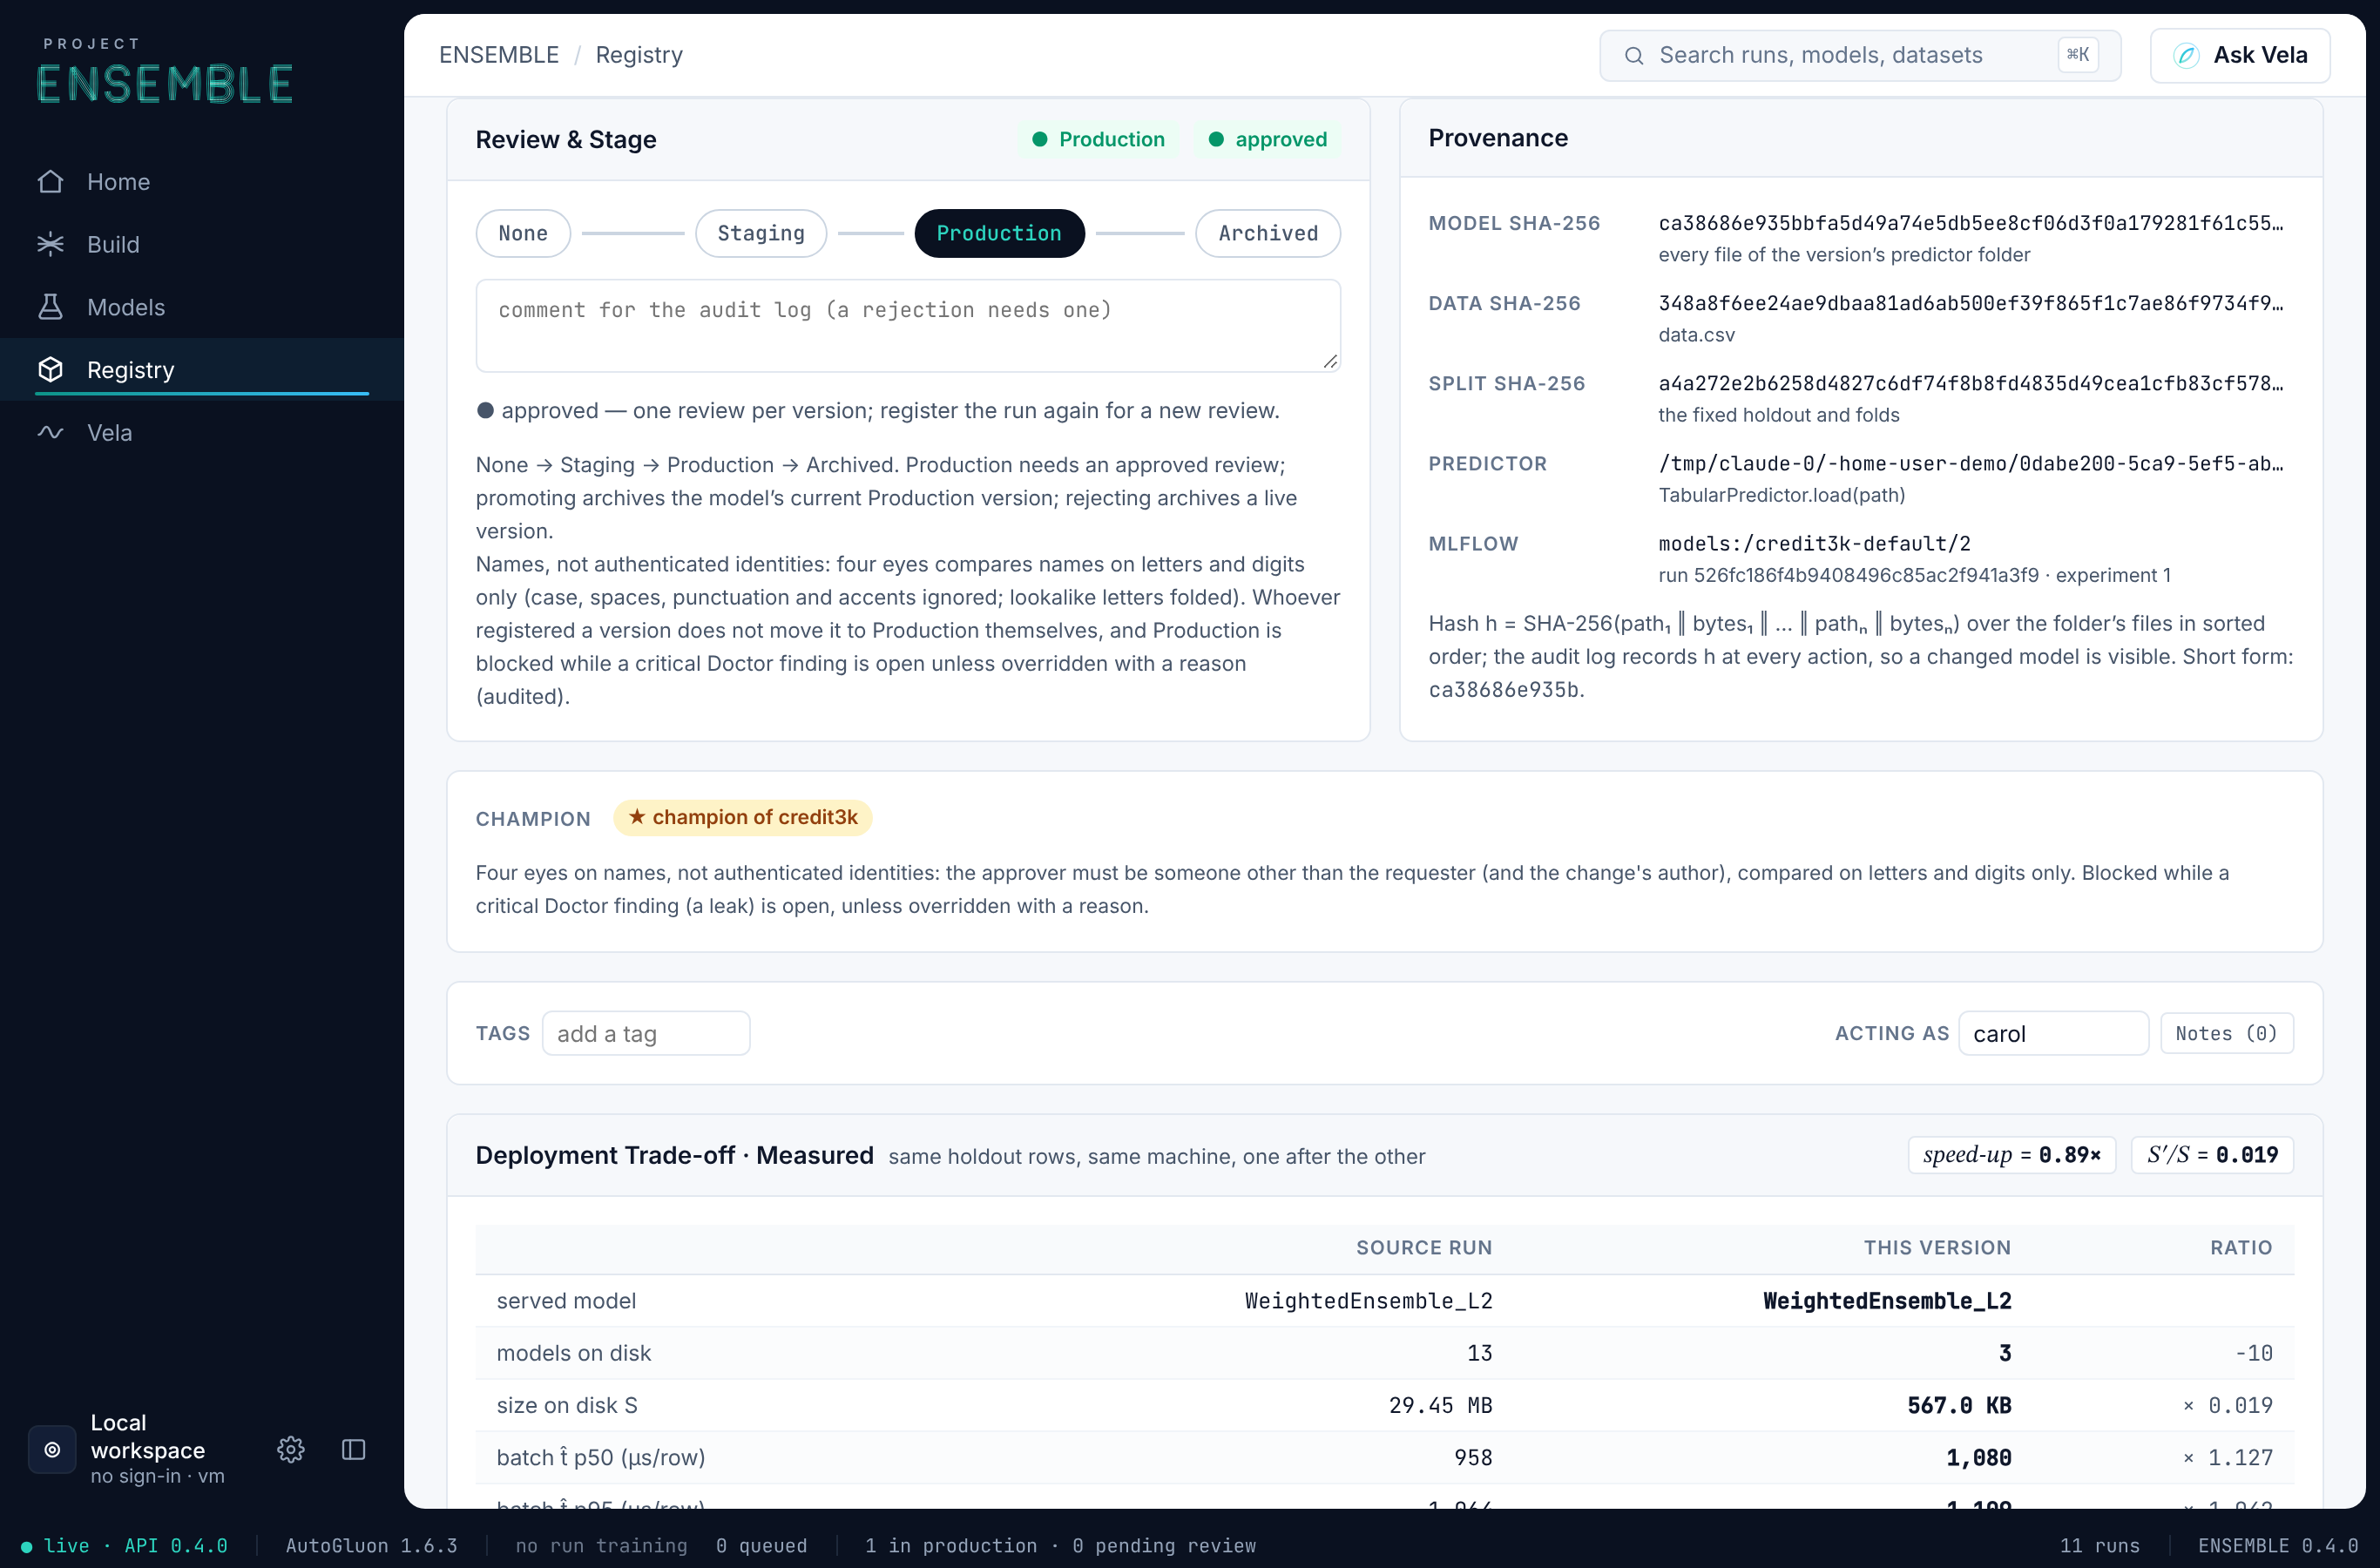 PROJECT
ENSEMBLE
Home
Build
Models
Registry
Vela
Local
workspace
no sign-in · vm
ENSEMBLE / Registry
Search runs, models, datasets ⌘K
Ask Vela
Review & Stage
Production
approved
None
Staging
Production
Archived
comment for the audit log (a rejection needs one)
approved — one review per version; register the run again for a new review.
None → Staging → Production → Archived. Production needs an approved review;
promoting archives the model’s current Production version; rejecting archives a live
version.
Names, not authenticated identities: four eyes compares names on letters and digits
only (case, spaces, punctuation and accents ignored; lookalike letters folded). Whoever
registered a version does not move it to Production themselves, and Production is
blocked while a critical Doctor finding is open unless overridden with a reason
(audited).
Provenance
MODEL SHA-256 ca38686e935bbfa5d49a74e5db5ee8cf06d3f0a179281f61c55…
every file of the version’s predictor folder
DATA SHA-256 348a8f6ee24ae9dbaa81ad6ab500ef39f865f1c7ae86f9734f9…
data.csv
SPLIT SHA-256 a4a272e2b6258d4827c6df74f8b8fd4835d49cea1cfb83cf578…
the fixed holdout and folds
PREDICTOR /tmp/claude-0/-home-user-demo/0dabe200-5ca9-5ef5-ab…
TabularPredictor.load(path)
MLFLOW models:/credit3k-default/2
run 526fc186f4b9408496c85ac2f941a3f9 · experiment 1
Hash h = SHA-256(path₁ ‖ bytes₁ ‖ … ‖ pathₙ ‖ bytesₙ) over the folder’s files in sorted
order; the audit log records h at every action, so a changed model is visible. Short form:
ca38686e935b.
CHAMPION ★ champion of credit3k
Four eyes on names, not authenticated identities: the approver must be someone other than the requester (and the change's author), compared on letters and digits only. Blocked while a
critical Doctor finding (a leak) is open, unless overridden with a reason.
TAGS add a tag
ACTING AS carol Notes (0)
Deployment Trade-off · Measured same holdout rows, same machine, one after the other
speed-up = 0.89×
S′/S = 0.019
SOURCE RUN THIS VERSION RATIO
served model WeightedEnsemble_L2 WeightedEnsemble_L2
models on disk 13 3 -10
size on disk S 29.45 MB 567.0 KB × 0.019
batch t̂ p50 (µs/row) 958 1,080 × 1.127
batch t̂ p95 (µs/row)
live · API 0.4.0
AutoGluon 1.6.3
no run training 0 queued
1 in production · 0 pending review
11 runs
ENSEMBLE 0.4.0